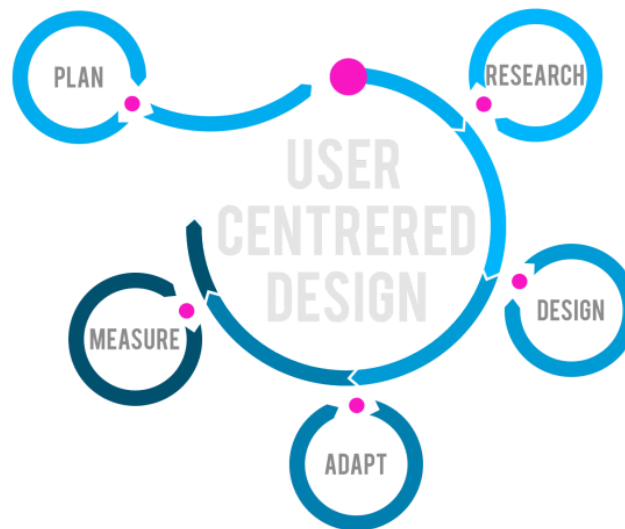 PLAN
RESEARCH
USER
CENTRERED
DESIGN
DESIGN
MEASURE
ADAPT